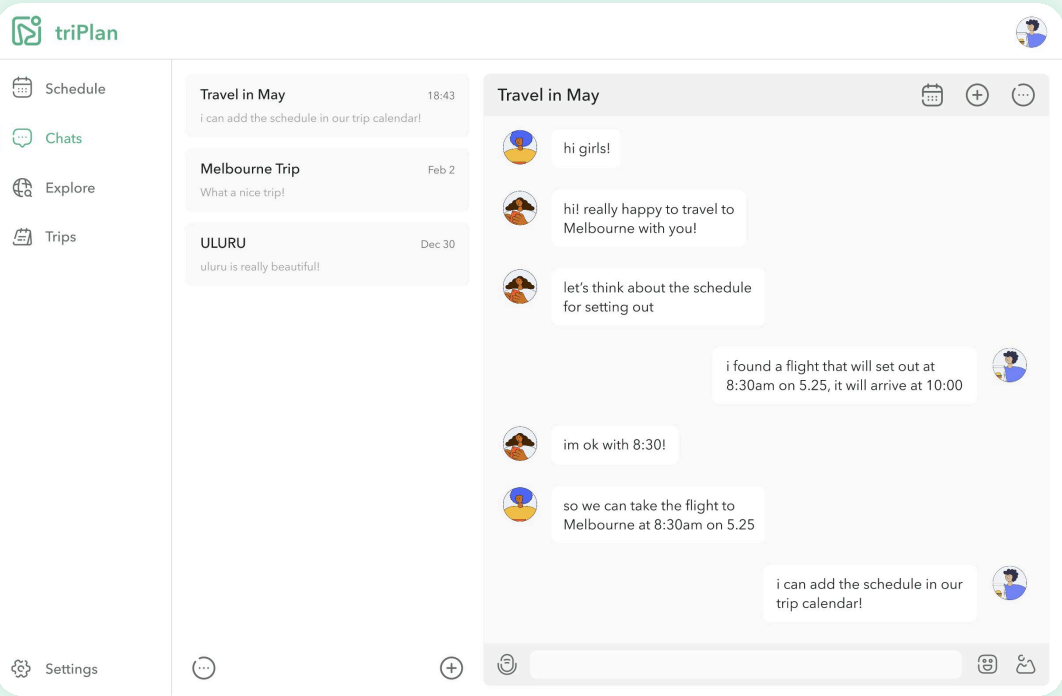 triPlan
Schedule
Chats
Explore
Trips
Settings
Travel in May
18:43
i can add the schedule in our trip calendar!
Melbourne Trip
Feb 2
What a nice trip!
ULURU
Dec 30
uluru is really beautiful!
Travel in May
hi girls!
hi! really happy to travel to
Melbourne with you!
let's think about the schedule
for setting out
i found a flight that will set out at
8:30am on 5.25, it will arrive at 10:00
im ok with 8:30!
so we can take the flight to
Melbourne at 8:30am on 5.25
i can add the schedule in our
trip calendar!